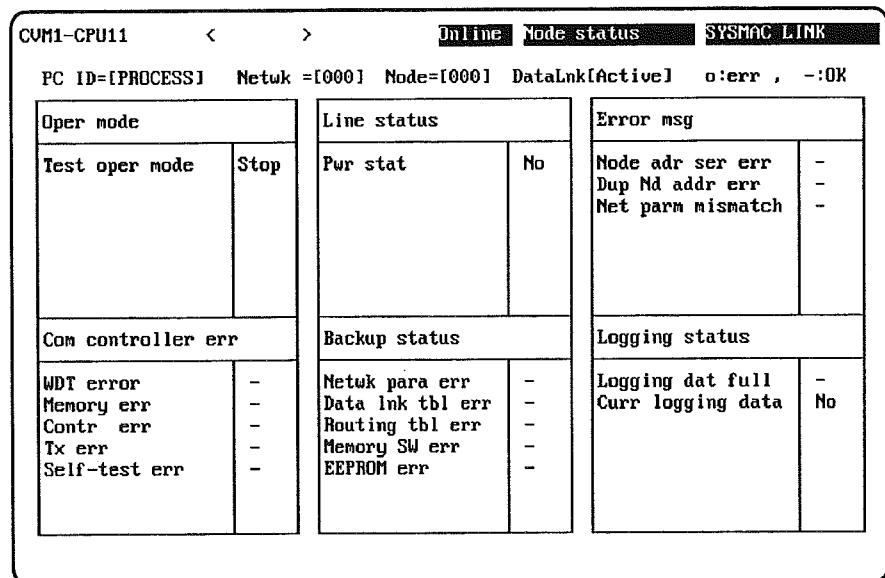 CVM1-CPU11 < > Online Node status SYSMAC LINK
PC ID=[PROCESS] Netwk =[000] Node=[000] DataLnk[Active] o:err , -:OK
Oper mode
Test oper mode Stop
Line status
Pwr stat No
Error msg
Node adr ser err -
Dup Nd addr err -
Net parm mismatch -
Com controller err
WDT error -
Memory err -
Contr err -
Tx err -
Self-test err -
Backup status
Netwk para err -
Data lnk tbl err -
Routing tbl err -
Memory SW err -
EEPROM err -
Logging status
Logging dat full -
Curr logging data No